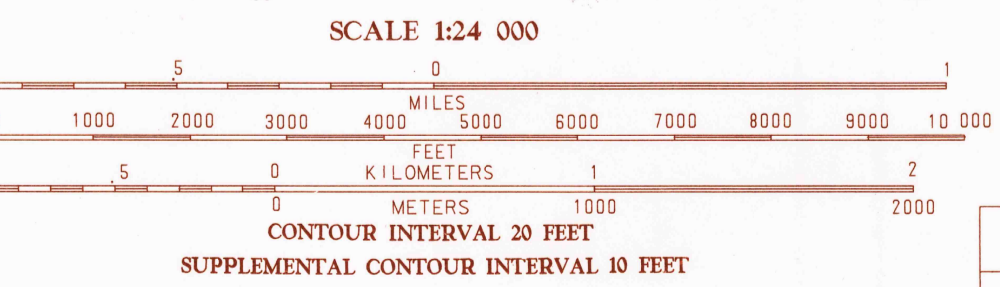 SCALE 1:24 000
.5 0 1
MILES
1000 2000 3000 4000 5000 6000 7000 8000 9000 10 000
FEET
.5 0 KILOMETERS 1 2
0 METERS 1000 2000
CONTOUR INTERVAL 20 FEET
SUPPLEMENTAL CONTOUR INTERVAL 10 FEET